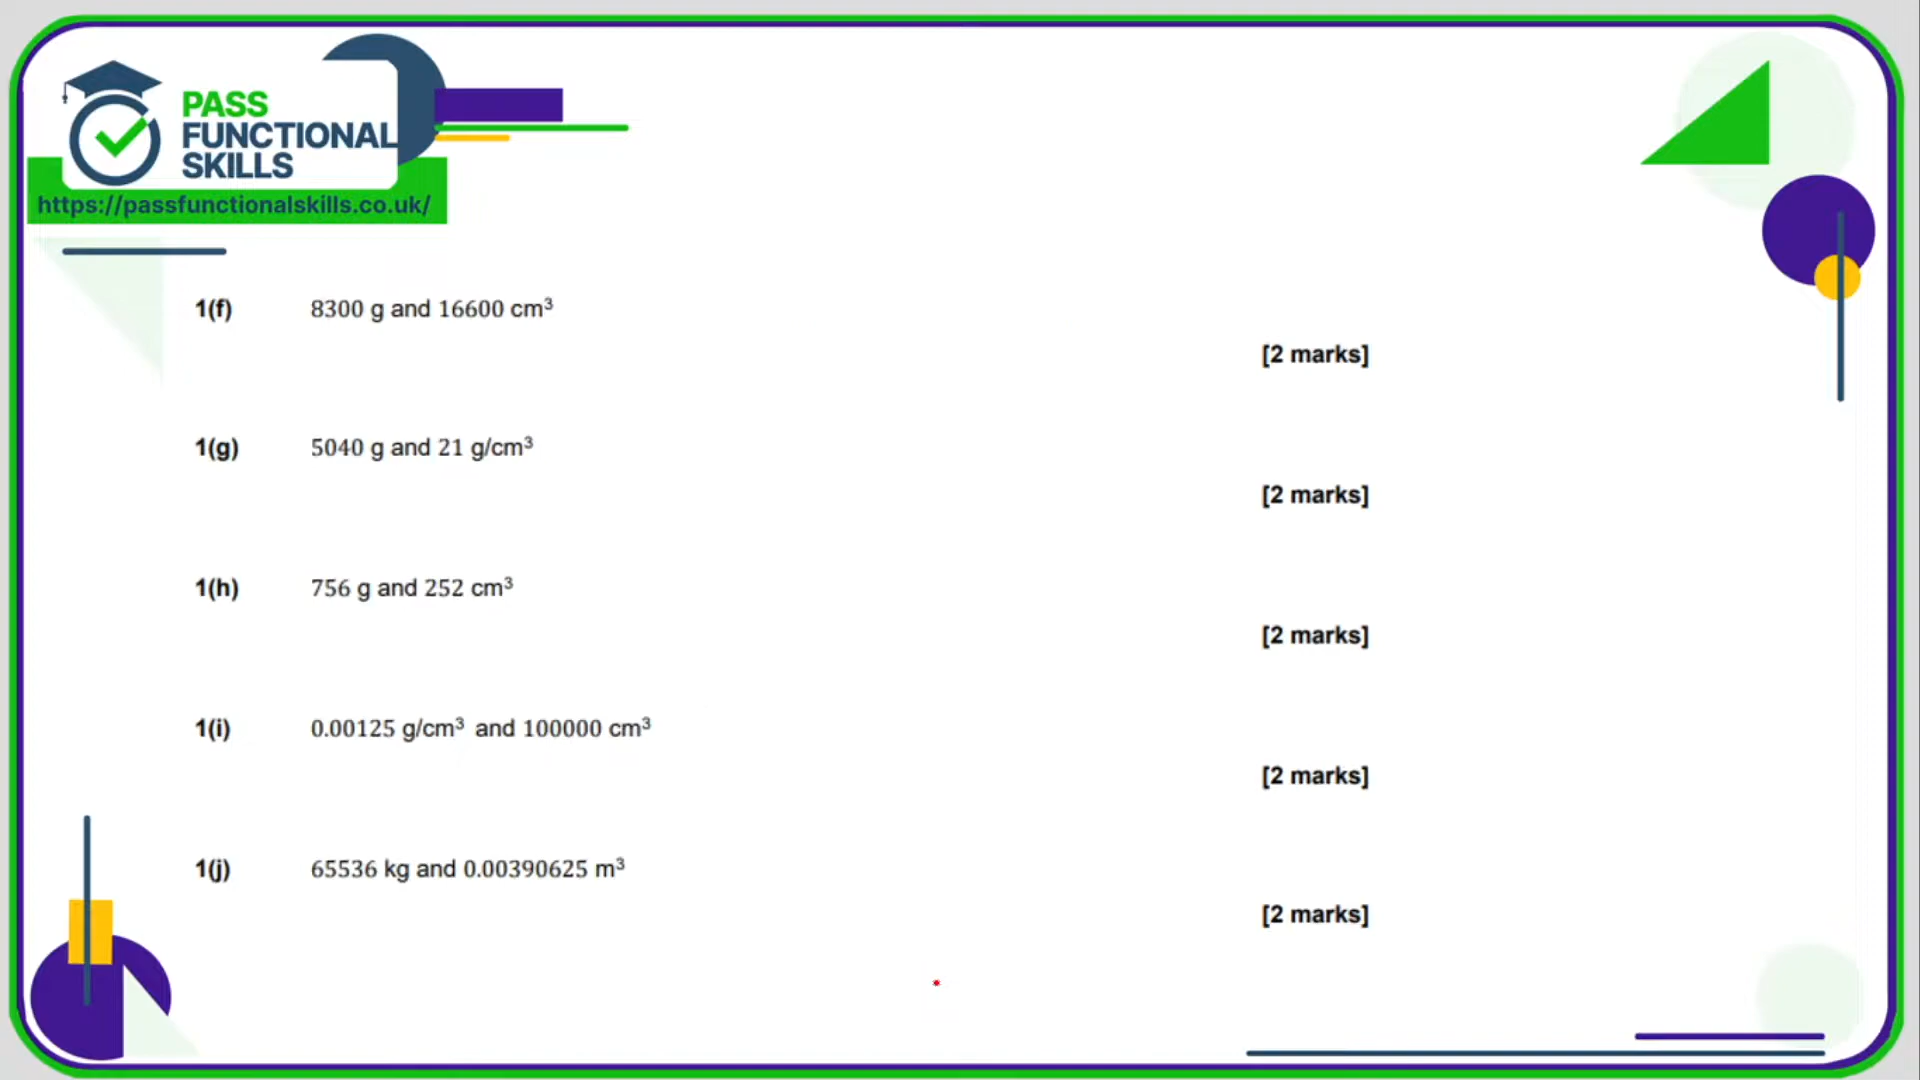 PASS
FUNCTIONAL
SKILLS
https://passfunctionalskills.co.uk/
1(f) 8300 g and 16600 cm³
[2 marks]
1(g) 5040 g and 21 g/cm³
[2 marks]
1(h) 756 g and 252 cm³
[2 marks]
1(i) 0.00125 g/cm³ and 100000 cm³
[2 marks]
1(j) 65536 kg and 0.00390625 m³
[2 marks]